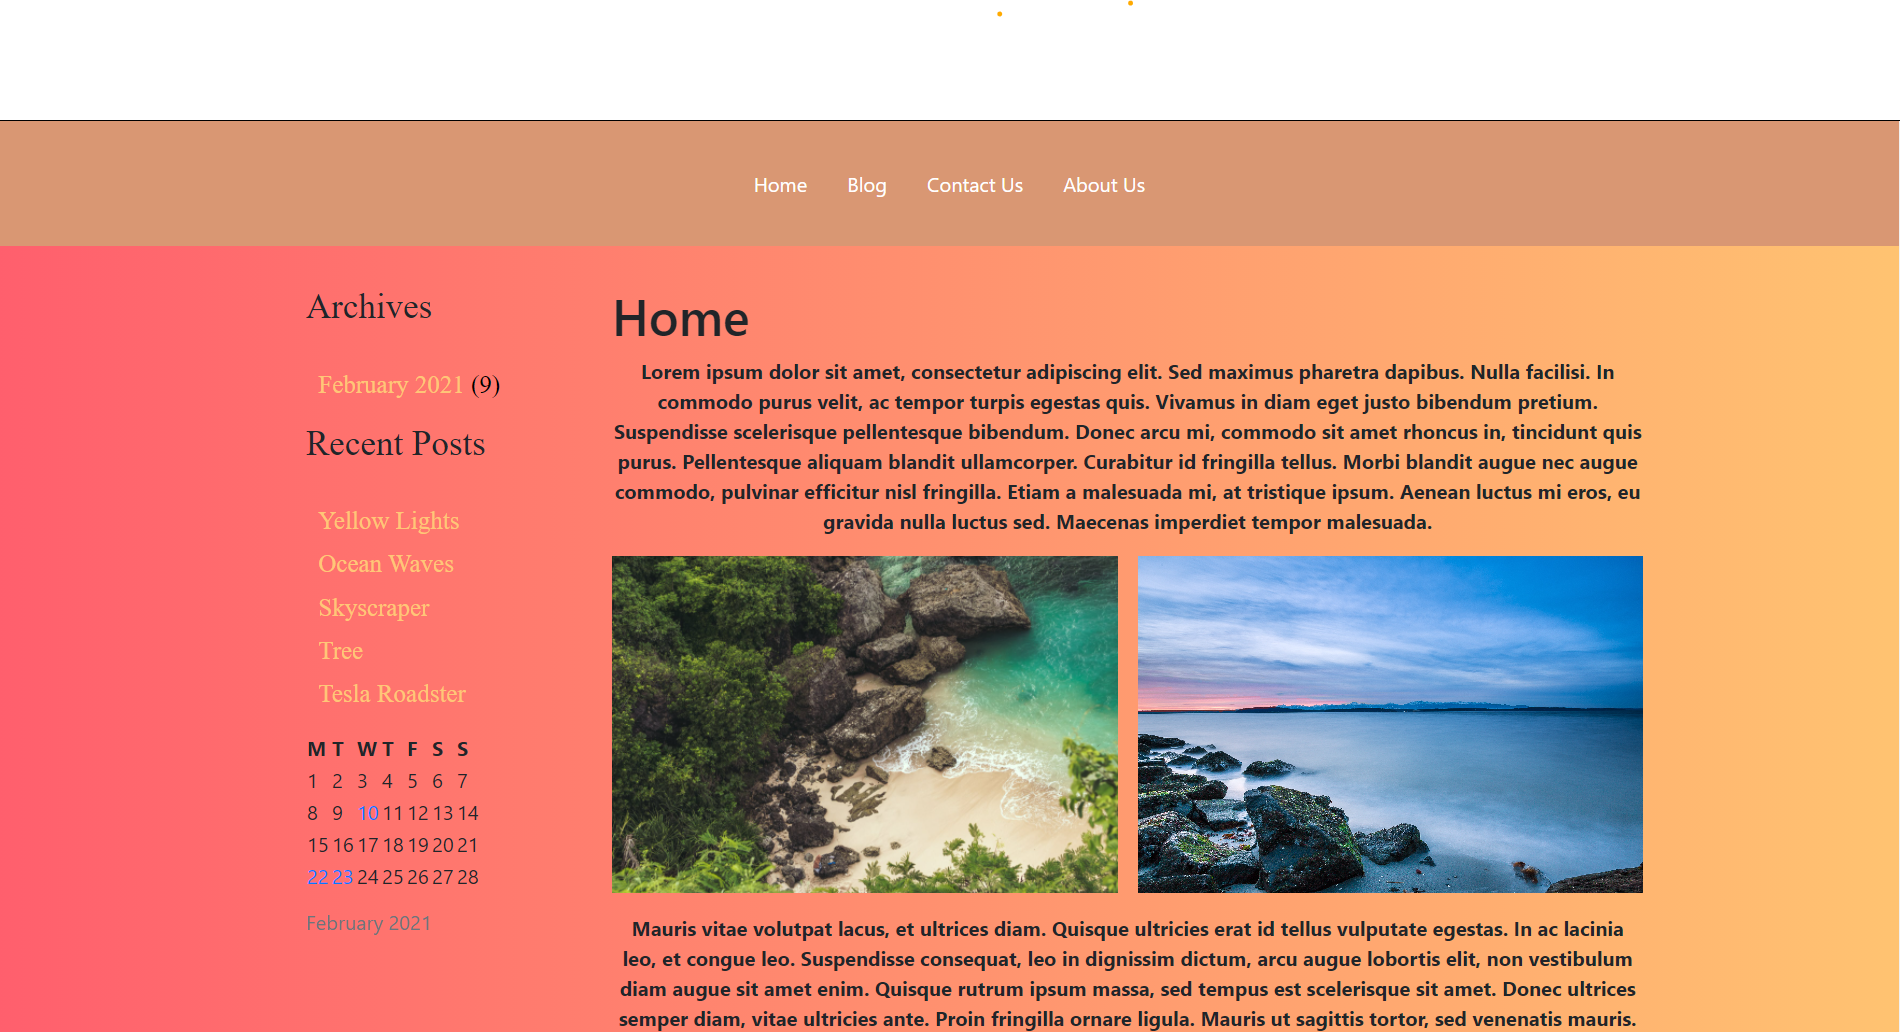 Home Blog Contact Us About Us
Archives
February 2021 (9)
Recent Posts
Yellow Lights
Ocean Waves
Skyscraper
Tree
Tesla Roadster
M T W T F S S
1 2 3 4 5 6 7
8 9 10 11 12 13 14
15 16 17 18 19 20 21
22 23 24 25 26 27 28
February 2021
Home
Lorem ipsum dolor sit amet, consectetur adipiscing elit. Sed maximus pharetra dapibus. Nulla facilisi. In
commodo purus velit, ac tempor turpis egestas quis. Vivamus in diam eget justo bibendum pretium.
Suspendisse scelerisque pellentesque bibendum. Donec arcu mi, commodo sit amet rhoncus in, tincidunt quis
purus. Pellentesque aliquam blandit ullamcorper. Curabitur id fringilla tellus. Morbi blandit augue nec augue
commodo, pulvinar efficitur nisl fringilla. Etiam a malesuada mi, at tristique ipsum. Aenean luctus mi eros, eu
gravida nulla luctus sed. Maecenas imperdiet tempor malesuada.
Mauris vitae volutpat lacus, et ultrices diam. Quisque ultricies erat id tellus vulputate egestas. In ac lacinia
leo, et congue leo. Suspendisse consequat, leo in dignissim dictum, arcu augue lobortis elit, non vestibulum
diam augue sit amet enim. Quisque rutrum ipsum massa, sed tempus est scelerisque sit amet. Donec ultrices
semper diam, vitae ultricies ante. Proin fringilla ornare ligula. Mauris ut sagittis tortor, sed venenatis mauris.